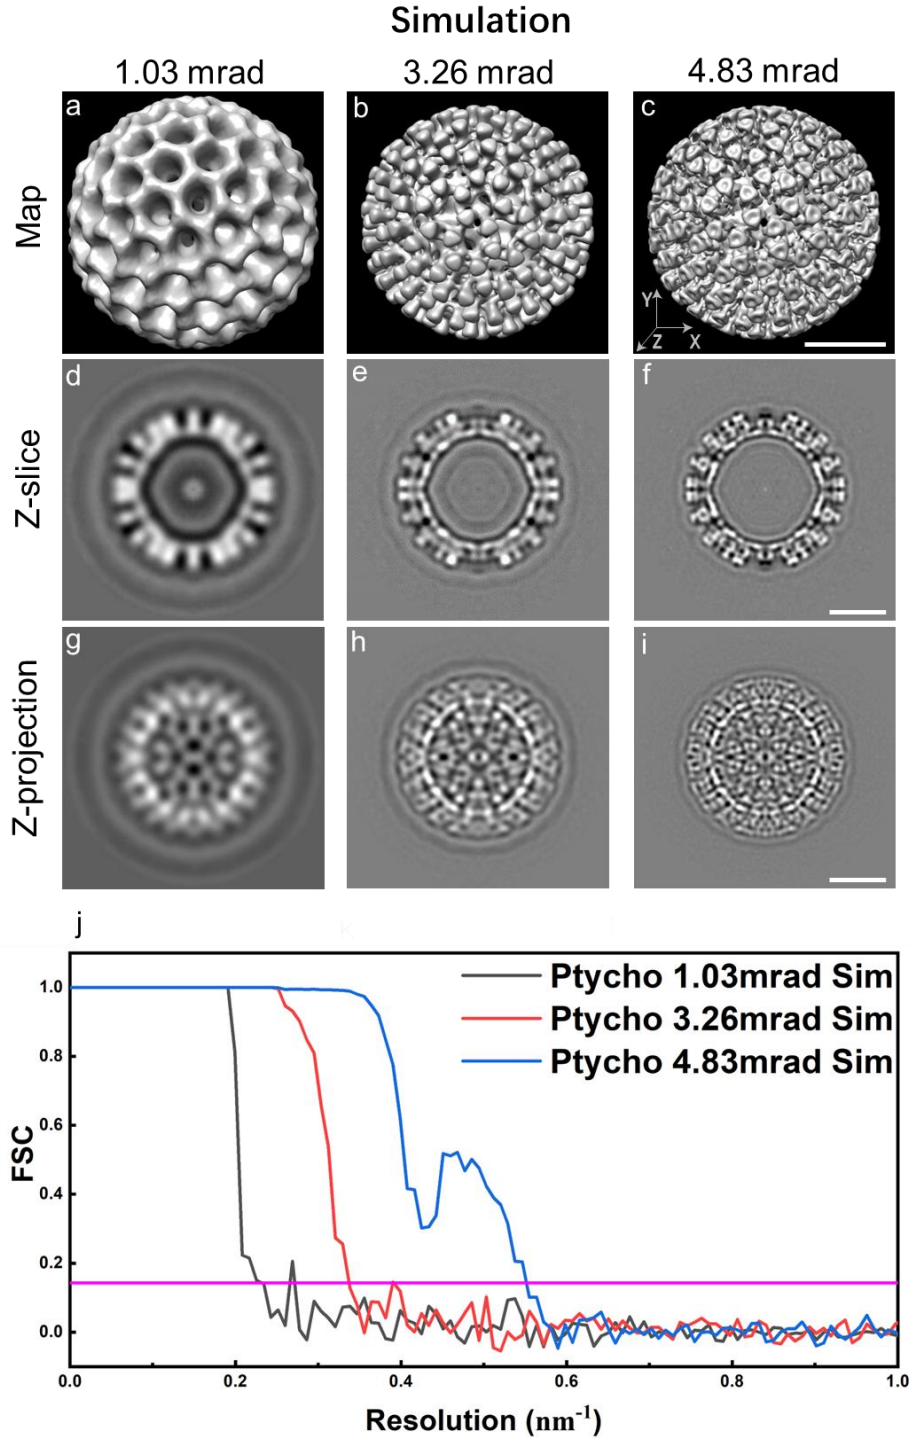 Simulation
1.03 mrad 3.26 mrad 4.83 mrad
Map
a b c
Y
Z X
Z-slice
d e f
Z-projection
g h i
j
Ptycho 1.03mrad Sim
Ptycho 3.26mrad Sim
Ptycho 4.83mrad Sim
FSC
1.0
0.8
0.6
0.4
0.2
0.0
0.0 0.2 0.4 0.6 0.8 1.0
Resolution (nm⁻¹)